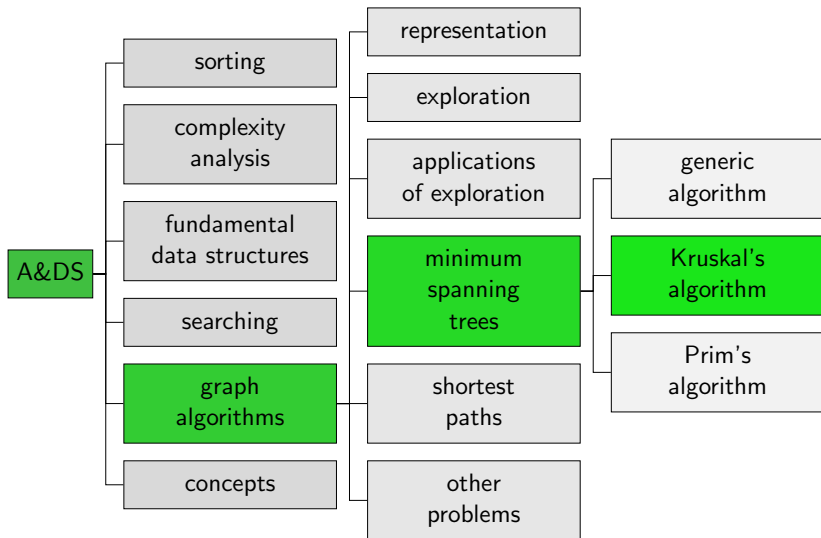 A&DS
sorting
complexity
analysis
fundamental
data structures
searching
graph
algorithms
concepts
representation
exploration
applications
of exploration
minimum
spanning
trees
shortest
paths
other
problems
generic
algorithm
Kruskal's
algorithm
Prim's
algorithm